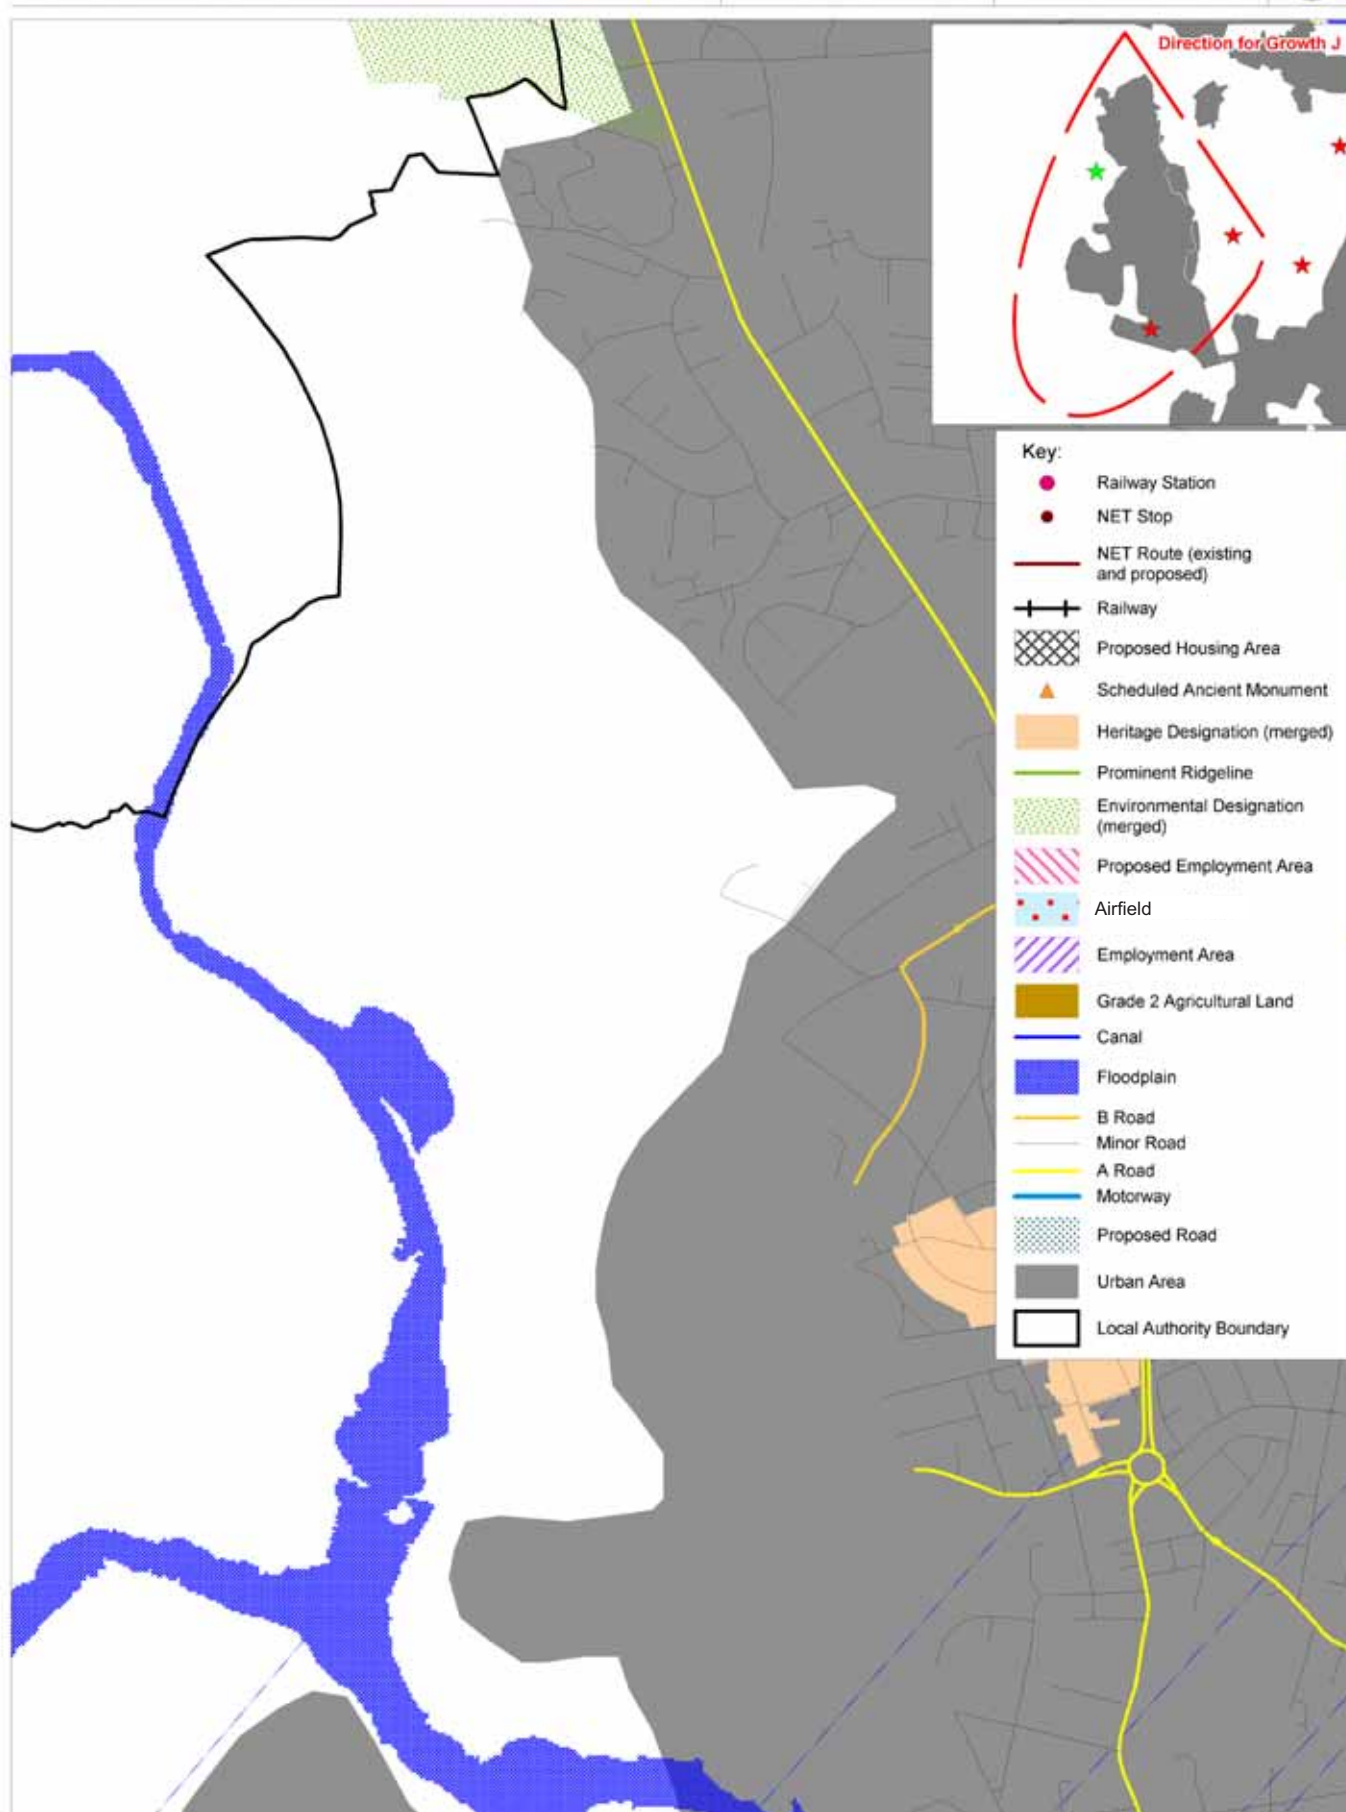 Direction for Growth J
Key:
Railway Station
NET Stop
NET Route (existing
and proposed)
Railway
Proposed Housing Area
Scheduled Ancient Monument
Heritage Designation (merged)
Prominent Ridgeline
Environmental Designation
(merged)
Proposed Employment Area
Airfield
Employment Area
Grade 2 Agricultural Land
Canal
Floodplain
B Road
Minor Road
A Road
Motorway
Proposed Road
Urban Area
Local Authority Boundary